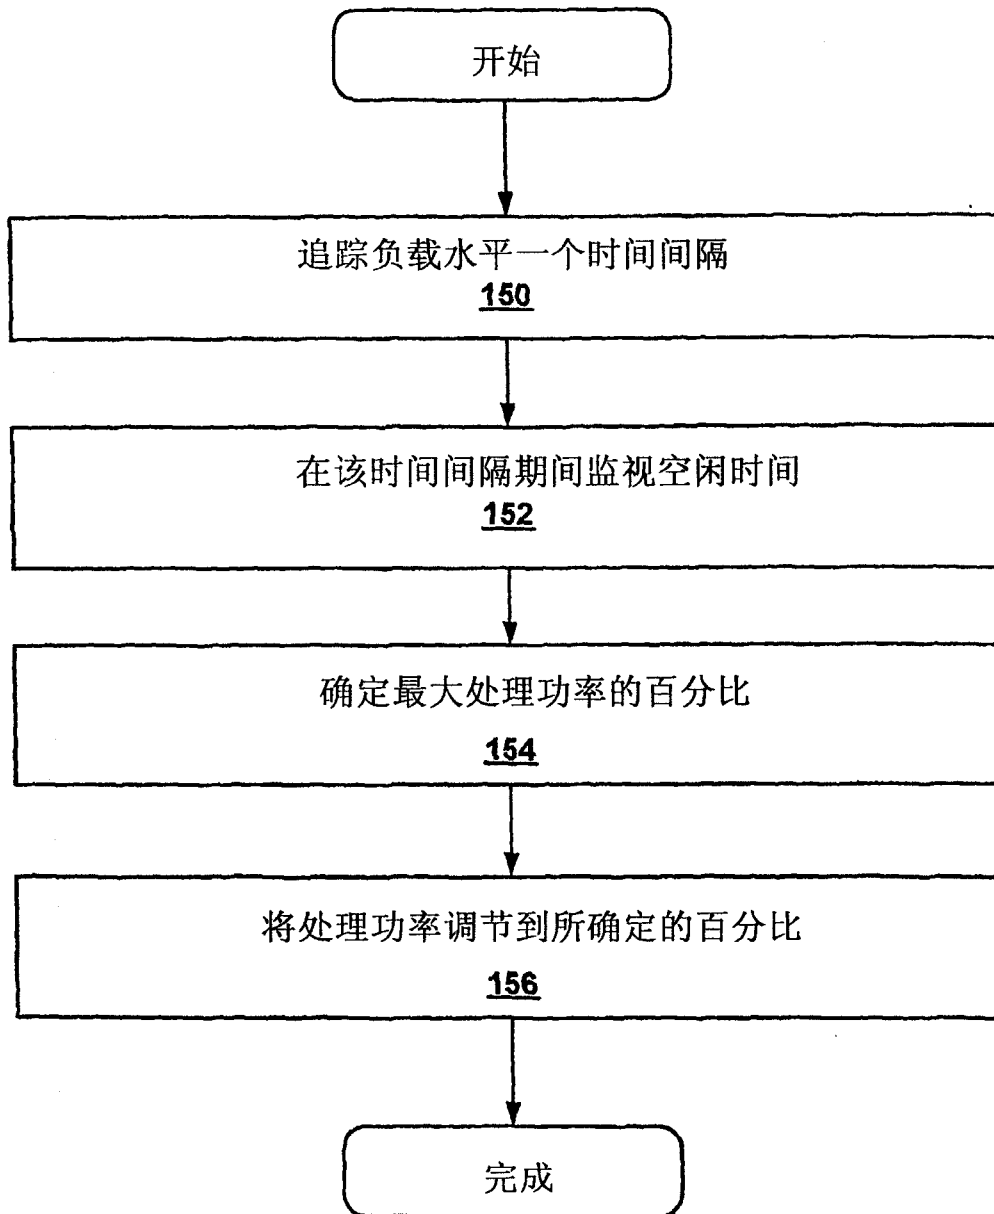 开始
追踪负载水平一个时间间隔
150
在该时间间隔期间监视空闲时间
152
确定最大处理功率的百分比
154
将处理功率调节到所确定的百分比
156
完成